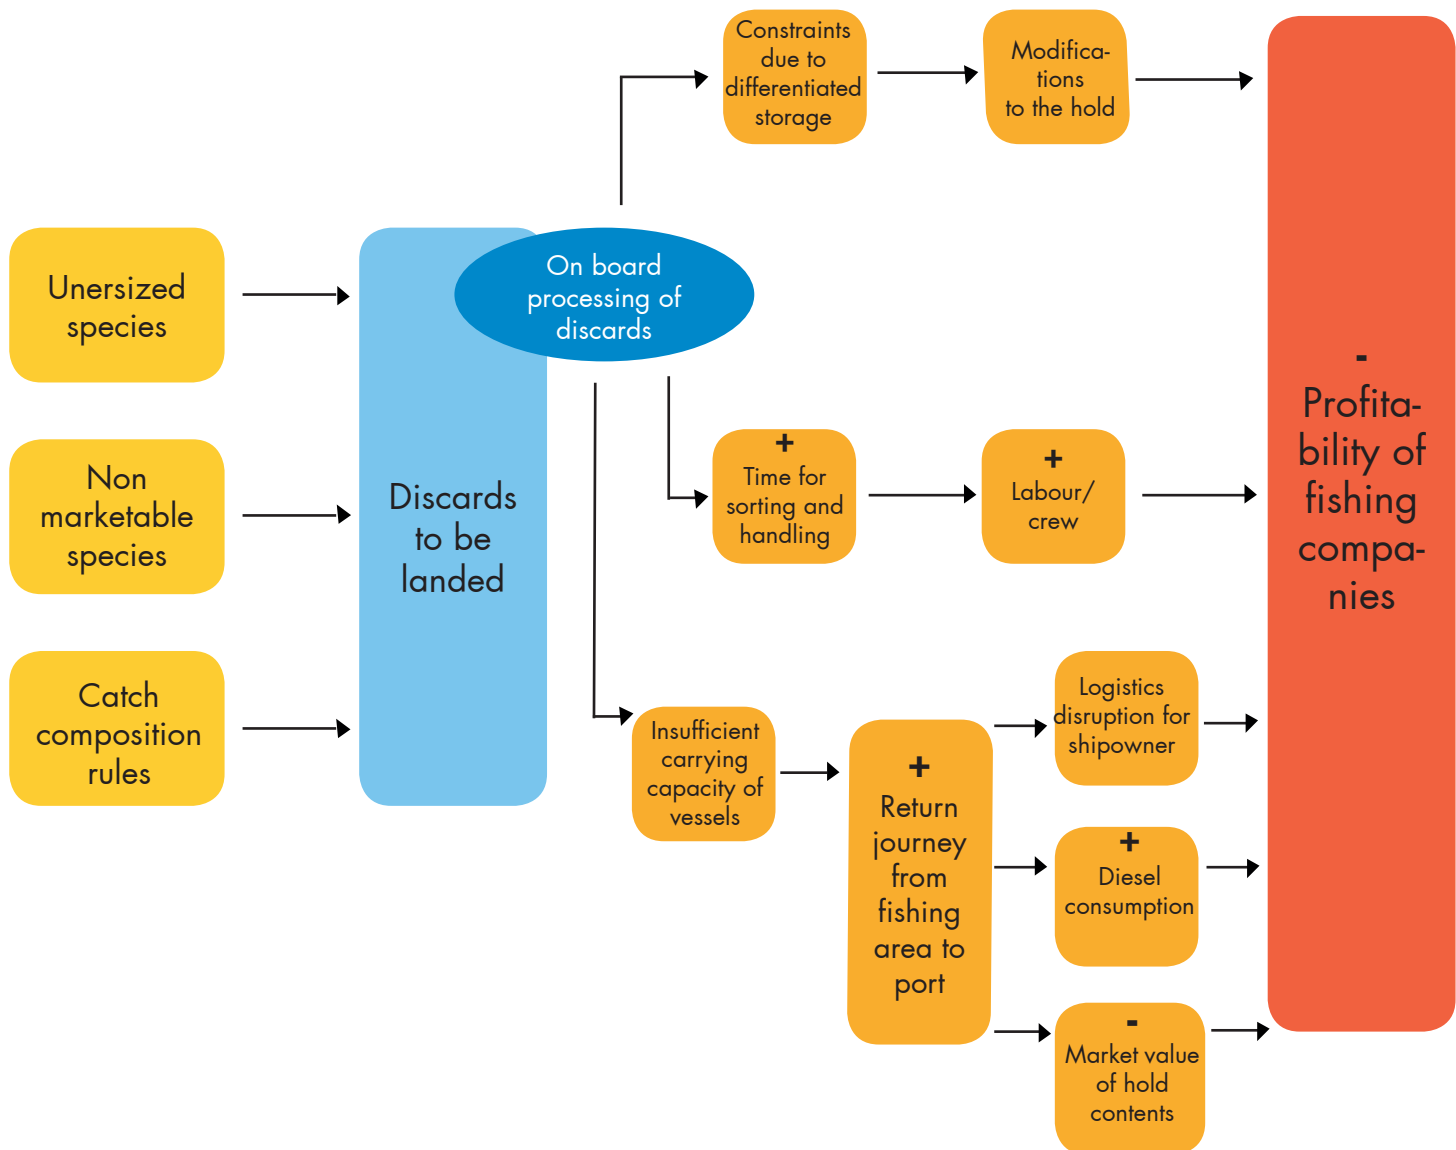 Constraints
due to
differentiated
storage
Modifica-
tions
to the hold
Unersized
species
On board
processing of
discards
Non
marketable
species
Discards
to be
landed
+
Time for
sorting and
handling
+
Labour/
crew
-
Profita-
bility of
fishing
compa-
nies
Catch
composition
rules
Insufficient
carrying
capacity of
vessels
+
Return
journey
from
fishing
area to
port
Logistics
disruption for
shipowner
+
Diesel
consumption
-
Market value
of hold
contents